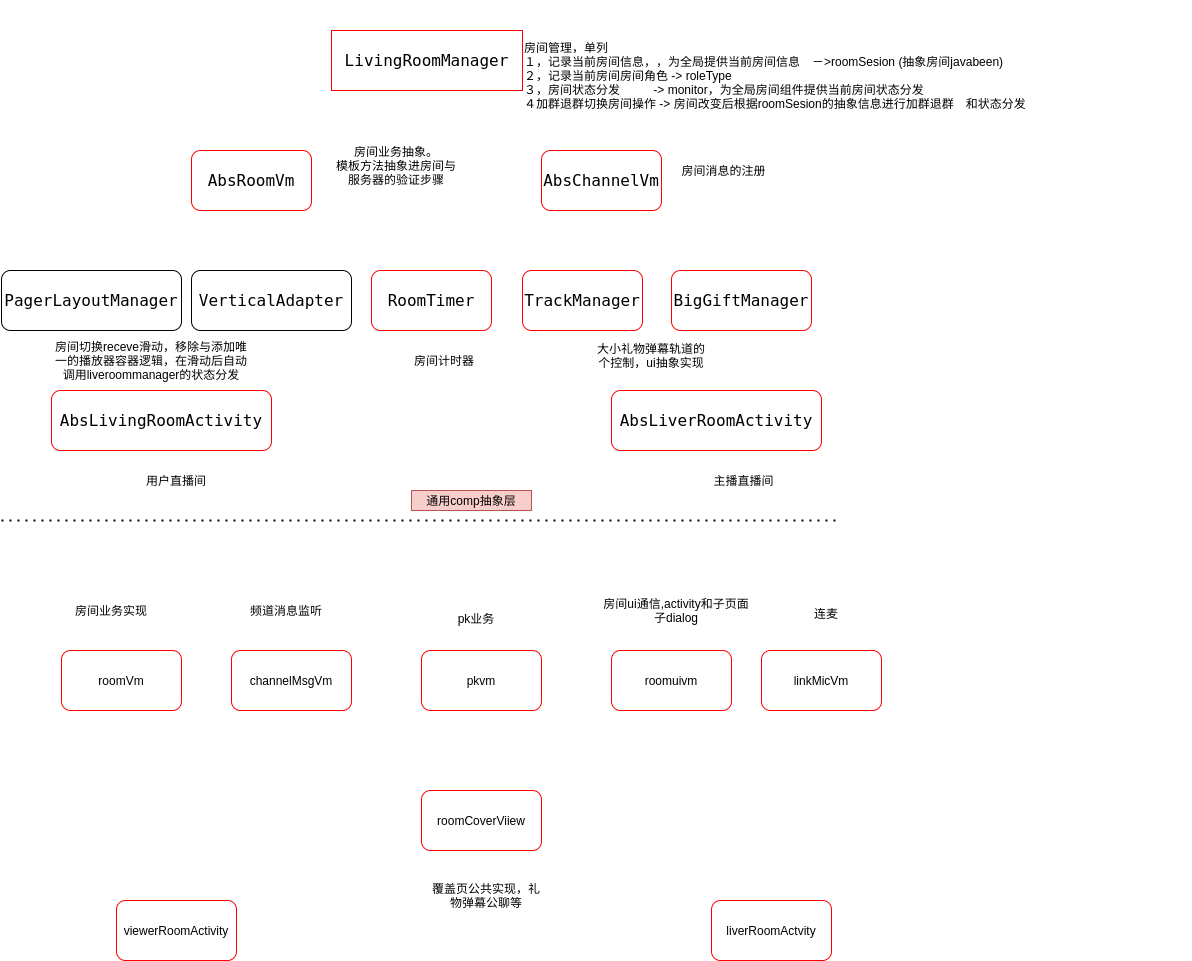 LivingRoomManager
房间管理，单列
１，记录当前房间信息，，为全局提供当前房间信息　－>roomSesion (抽象房间javabeen)
２，记录当前房间房间角色 -> roleType
３，房间状态分发　　  -> monitor，为全局房间组件提供当前房间状态分发
４加群退群切换房间操作 -> 房间改变后根据roomSesion的抽象信息进行加群退群　和状态分发
AbsRoomVm
房间业务抽象。
模板方法抽象进房间与
服务器的验证步骤
AbsChannelVm
房间消息的注册
PagerLayoutManager
VerticalAdapter
RoomTimer
TrackManager
BigGiftManager
房间切换receve滑动，移除与添加唯
一的播放器容器逻辑，在滑动后自动
调用liveroommanager的状态分发
房间计时器
大小礼物弹幕轨道的
个控制，ui抽象实现
AbsLivingRoomActivity
AbsLiverRoomActivity
用户直播间
主播直播间
通用comp抽象层
房间业务实现
频道消息监听
pk业务
房间ui通信,activity和子页面
子dialog
连麦
roomVm
channelMsgVm
pkvm
roomuivm
linkMicVm
roomCoverViiew
覆盖页公共实现，礼
物弹幕公聊等
viewerRoomActivity
liverRoomActvity